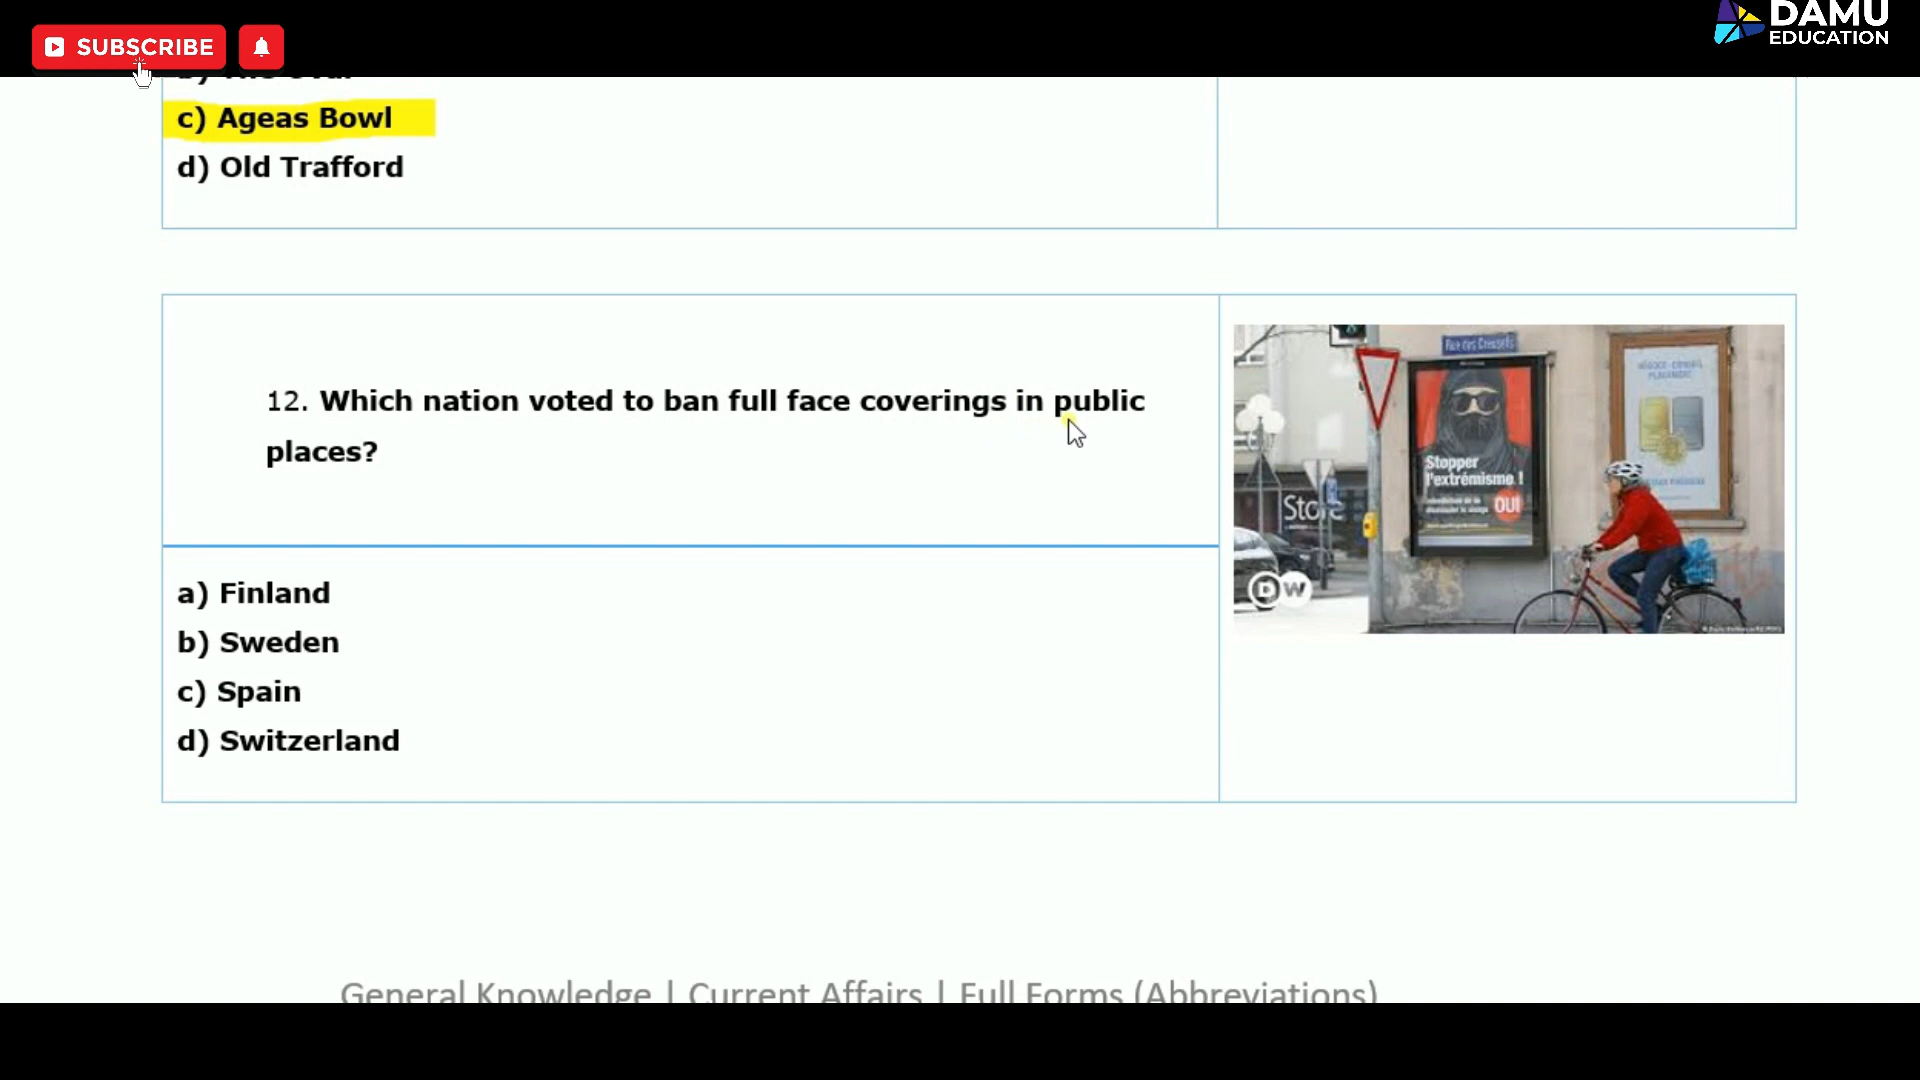 SUBSCRIBE
DAMU
EDUCATION
c) Ageas Bowl
d) Old Trafford
12. Which nation voted to ban full face coverings in public
places?
a) Finland
b) Sweden
c) Spain
d) Switzerland
Stopper
l'extrémisme !
OUI
DW
General Knowledge | Current Affairs | Full Forms (Abbreviations)